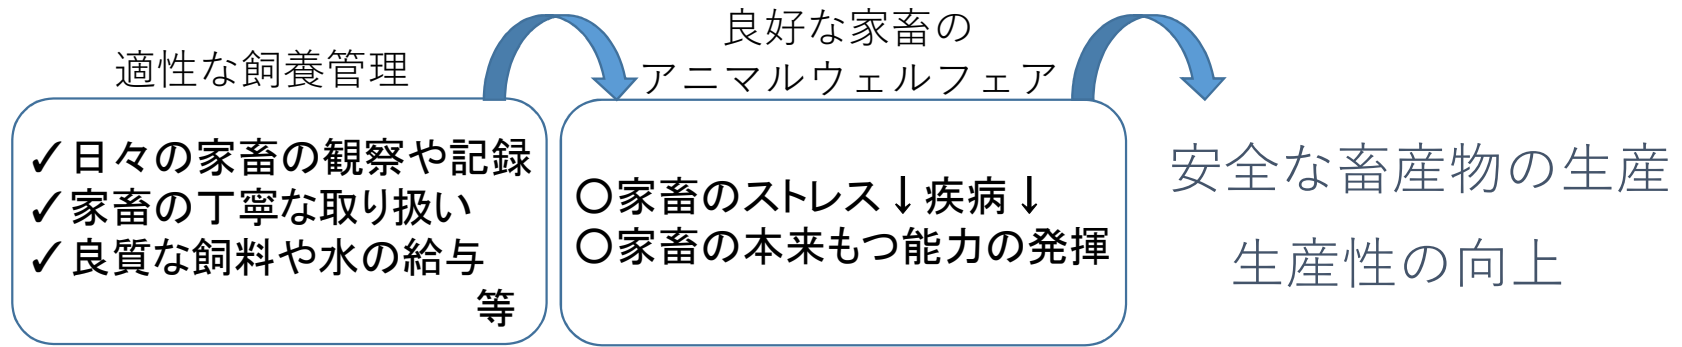 適性な飼養管理
✓日々の家畜の観察や記録
✓家畜の丁寧な取り扱い
✓良質な飼料や水の給与
等
良好な家畜の
アニマルウェルフェア
〇家畜のストレス↓疾病↓
〇家畜の本来もつ能力の発揮
安全な畜産物の生産
生産性の向上